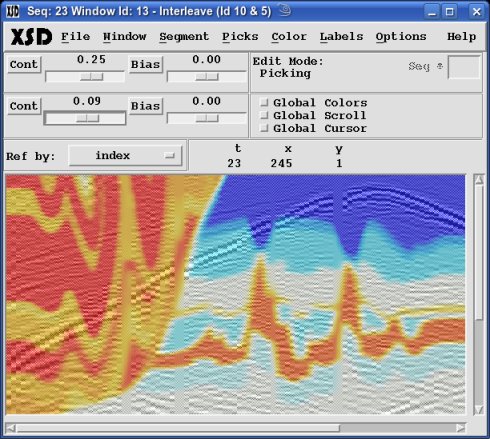 Seq: 23 Window Id: 13 - Interleave (Id 10 & 5)
XSD File Window Segment Picks Color Labels Options Help
Cont 0.25 Bias 0.00
Edit Mode:
Picking
Seq
Cont 0.09 Bias 0.00
Global Colors
Global Scroll
Global Cursor
Ref by: index
t x y
23 245 1